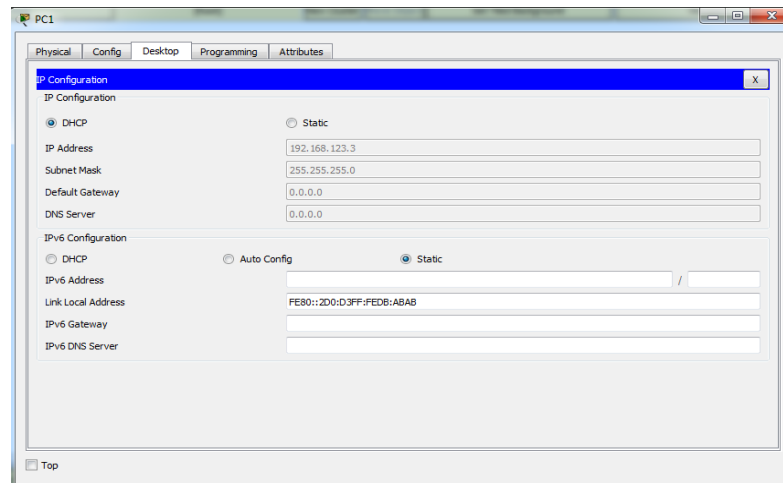 PC1
Physical Config Desktop Programming Attributes
IP Configuration X
IP Configuration
DHCP Static
IP Address 192.168.123.3
Subnet Mask 255.255.255.0
Default Gateway 0.0.0.0
DNS Server 0.0.0.0
IPv6 Configuration
DHCP Auto Config Static
IPv6 Address /
Link Local Address FE80::2D0:D3FF:FEDB:ABAB
IPv6 Gateway
IPv6 DNS Server
Top